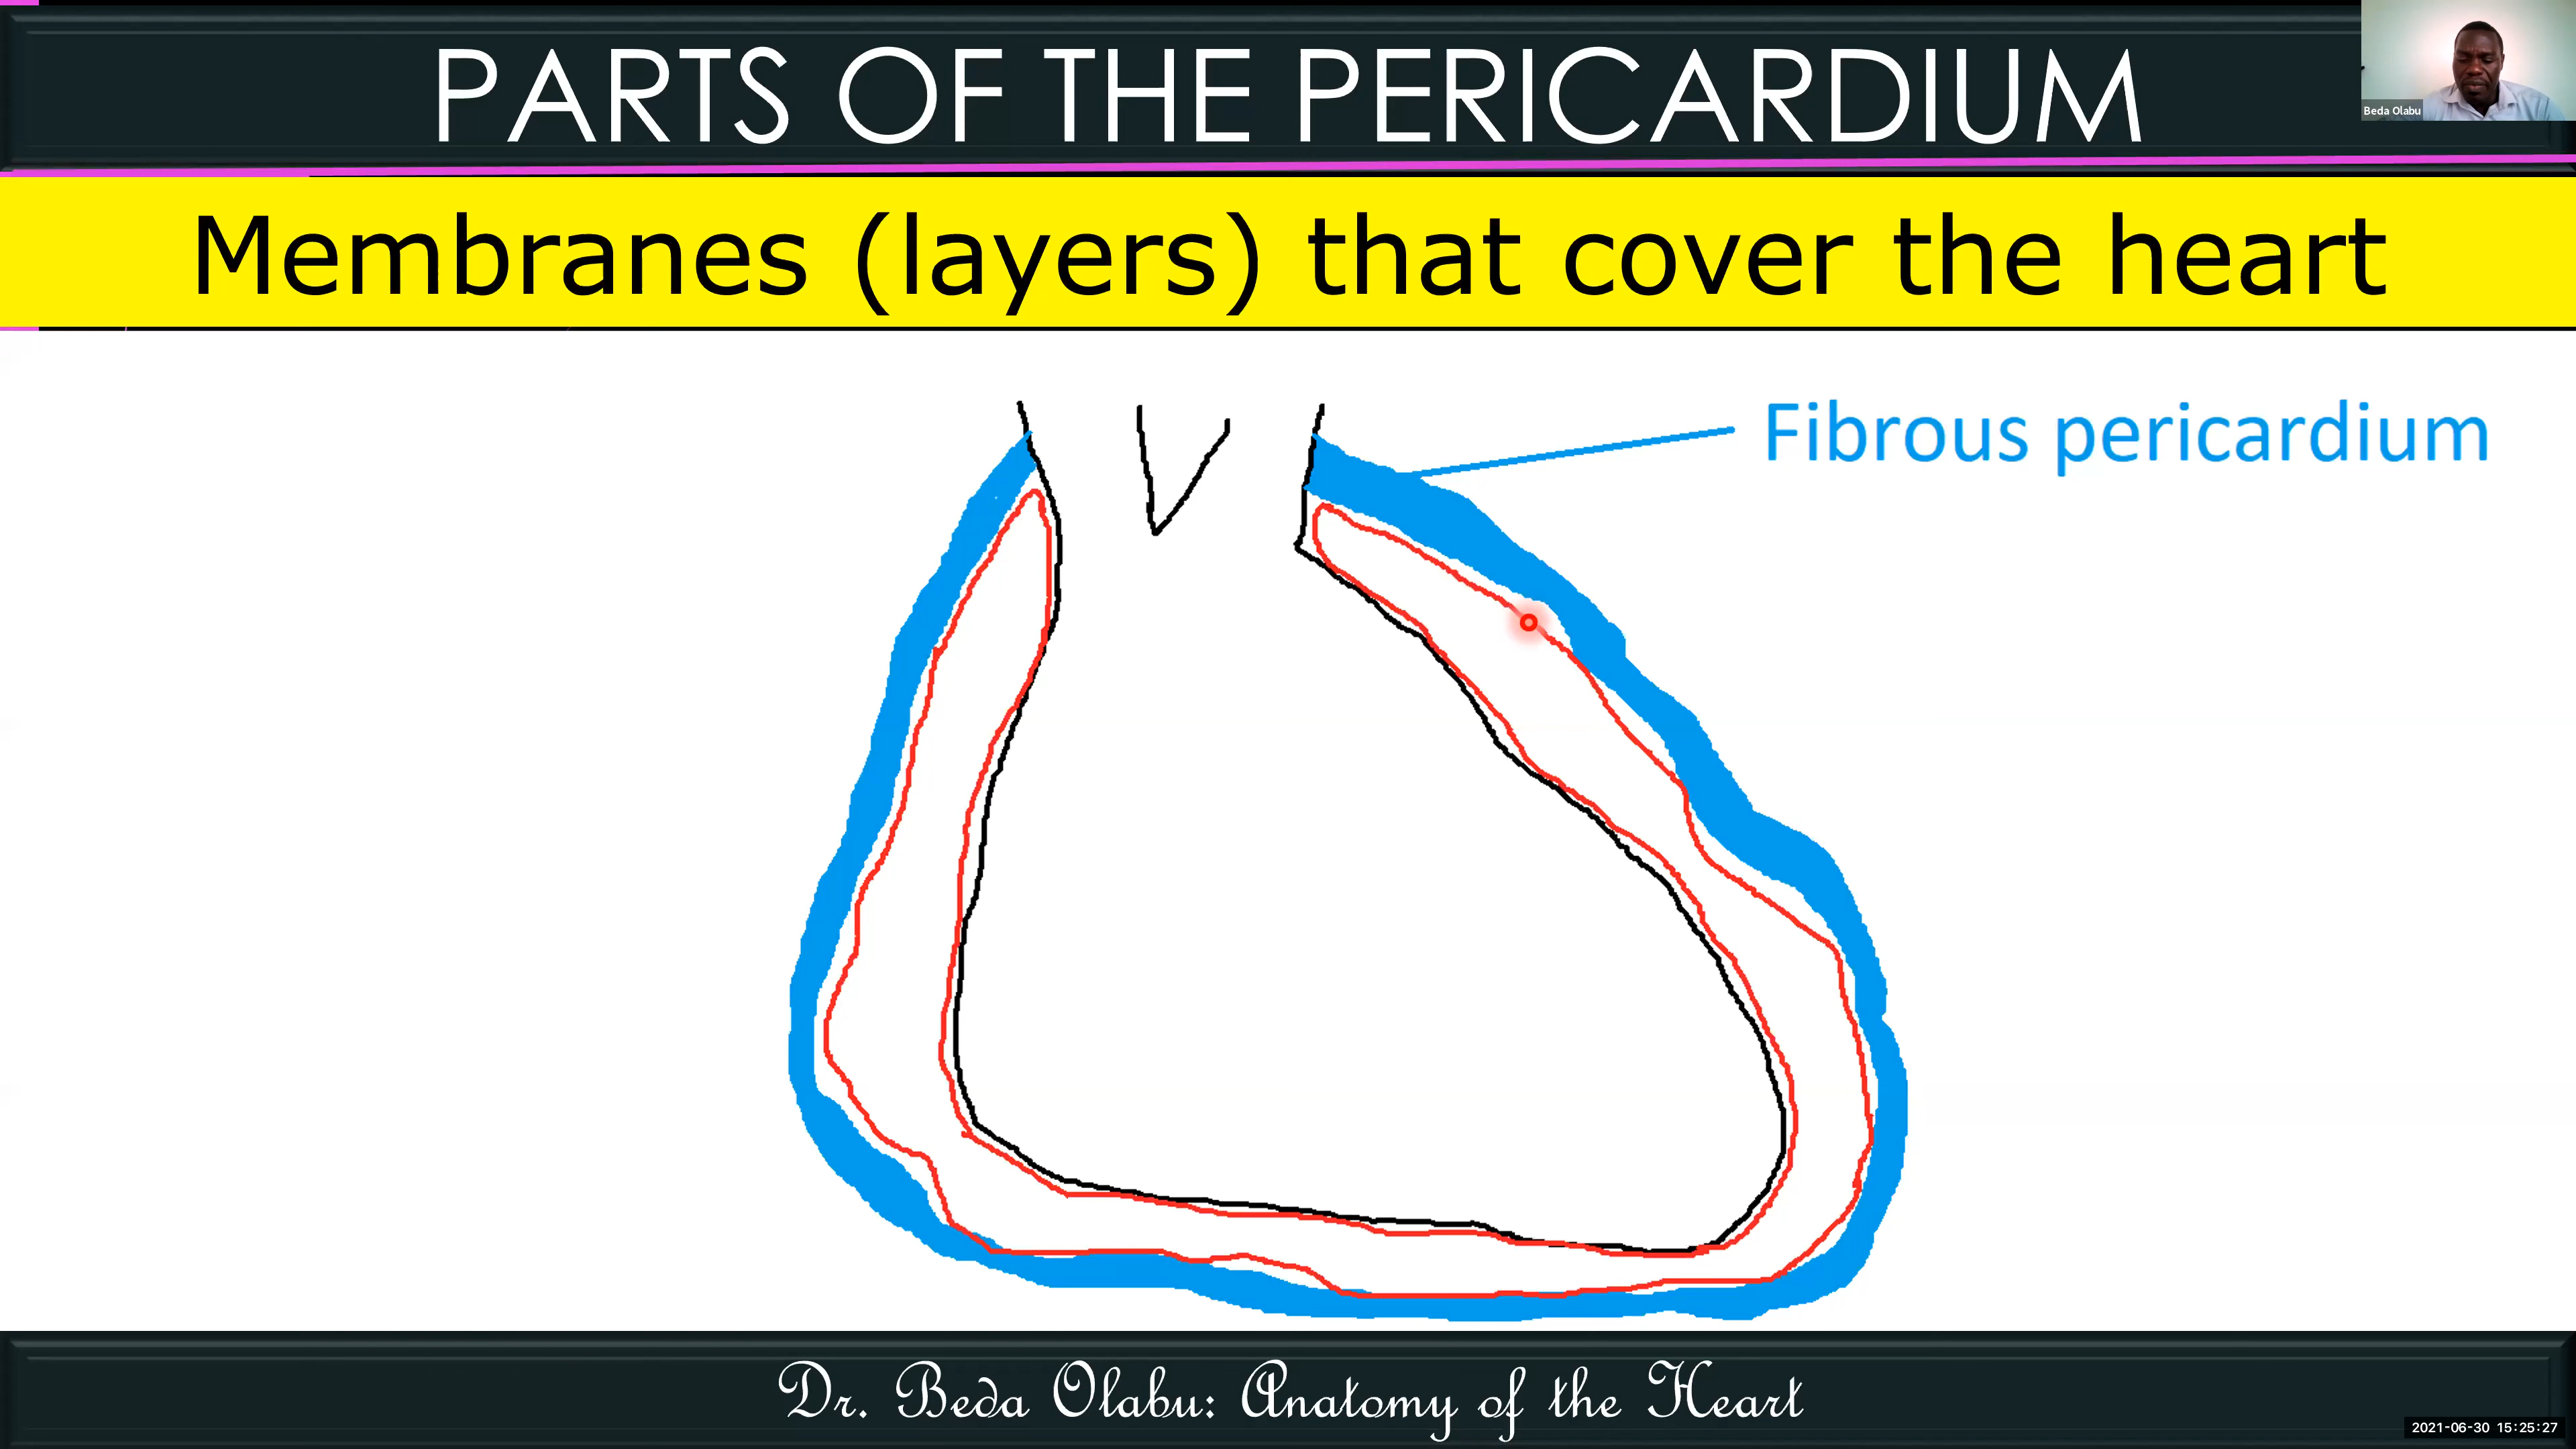 PARTS OF THE PERICARDIUM
Beda Olabu
Membranes (layers) that cover the heart
Fibrous pericardium
Dr. Beda Olabu: Anatomy of the Heart
2021-06-30 15:25:27